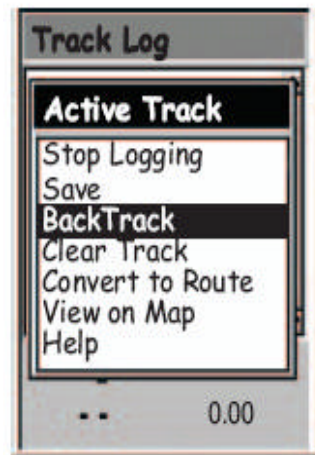 Track Log
Active Track
Stop Logging
Save
BackTrack
Clear Track
Convert to Route
View on Map
Help
- - 0.00